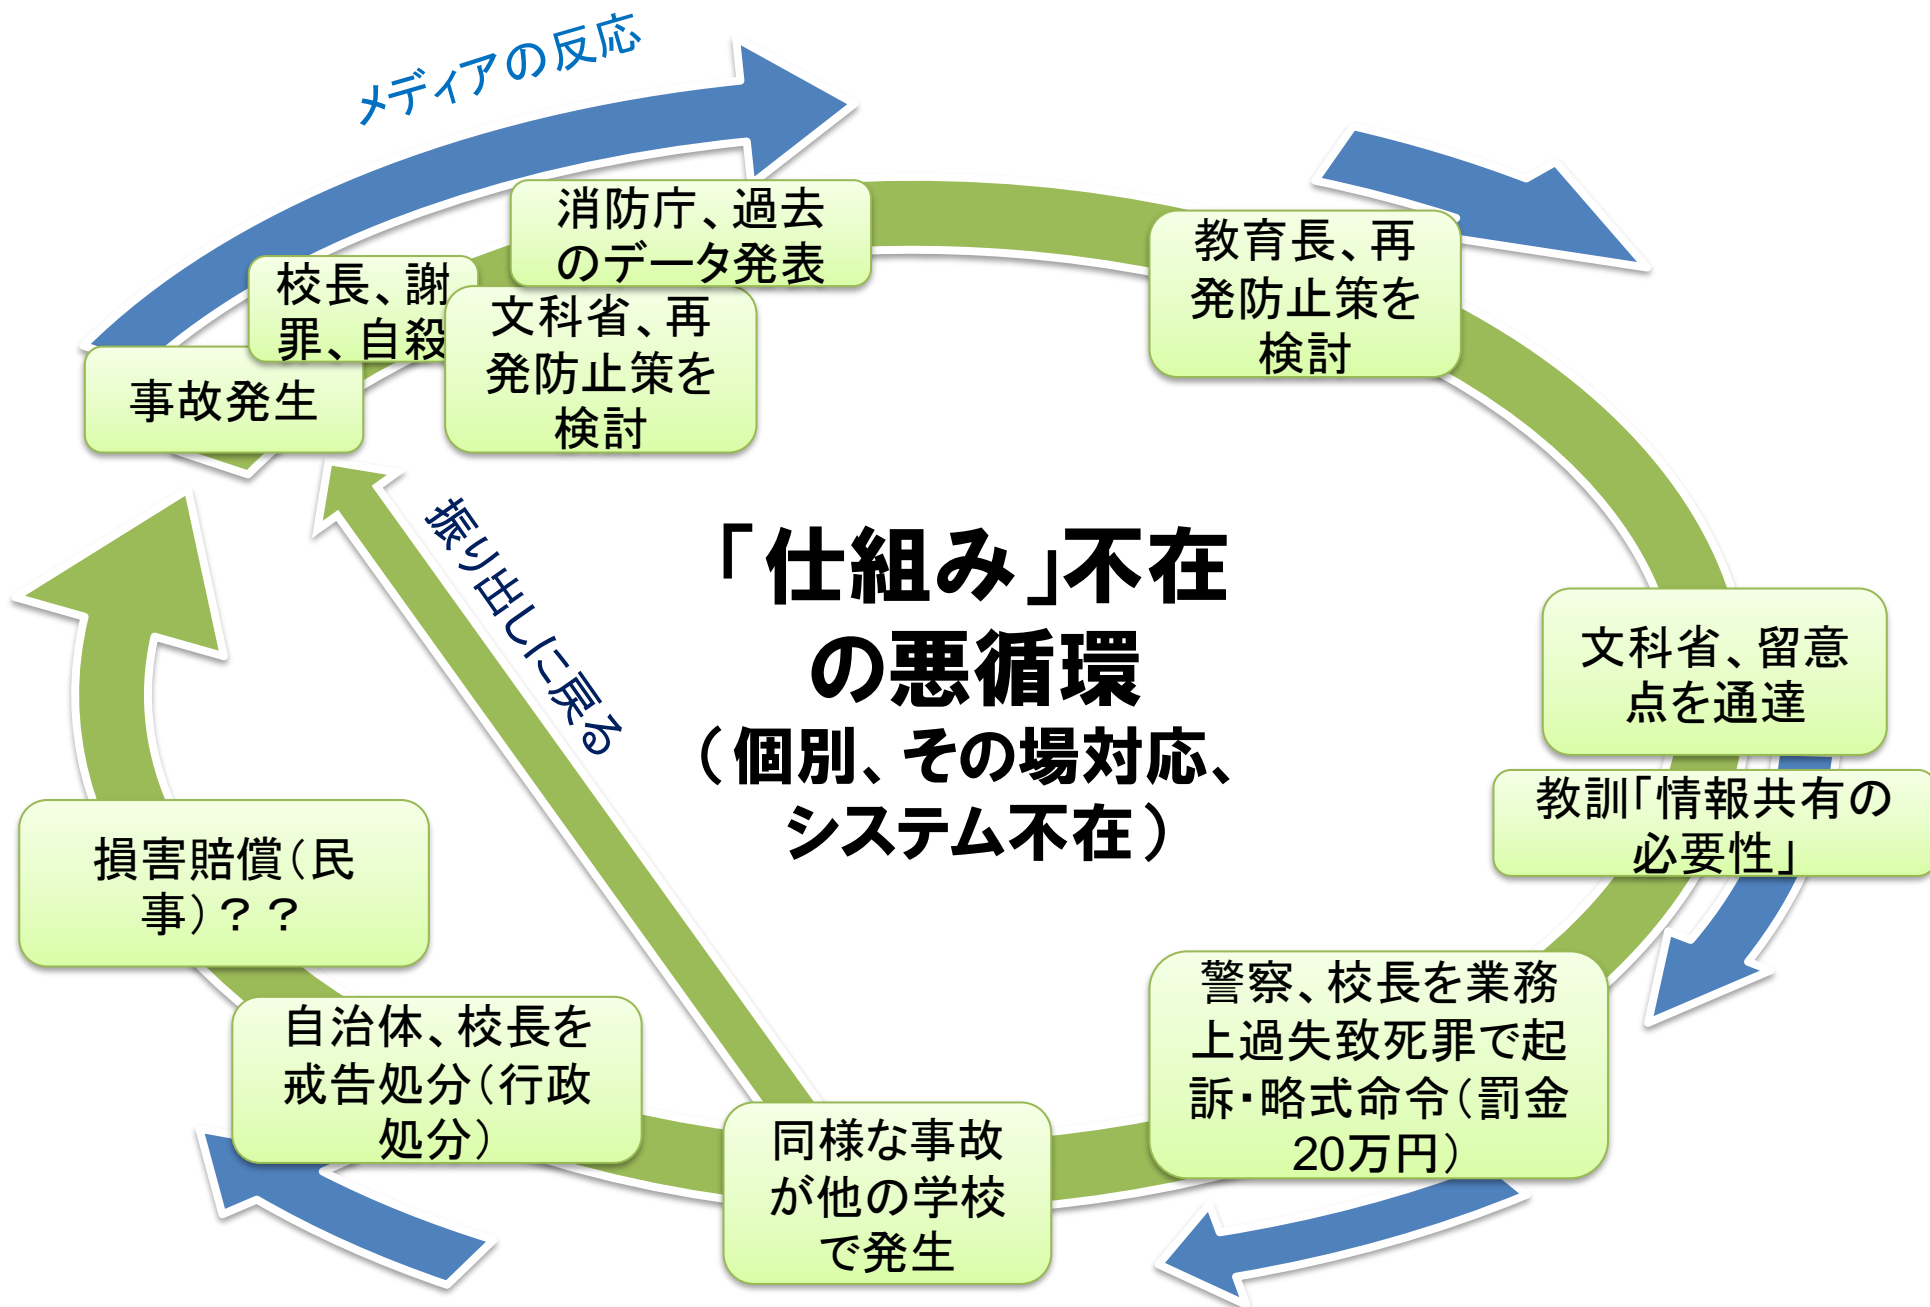 メディアの反応
消防庁、過去
のデータ発表
校長、謝
罪、自殺
文科省、再
発防止策を
検討
事故発生
教育長、再
発防止策を
検討
振り出しに戻る
「仕組み」不在
の悪循環
（個別、その場対応、
システム不在）
文科省、留意
点を通達
教訓「情報共有の
必要性」
損害賠償（民
事）？？
警察、校長を業務
上過失致死罪で起
訴・略式命令（罰金
20万円）
自治体、校長を
戒告処分（行政
処分）
同様な事故
が他の学校
で発生